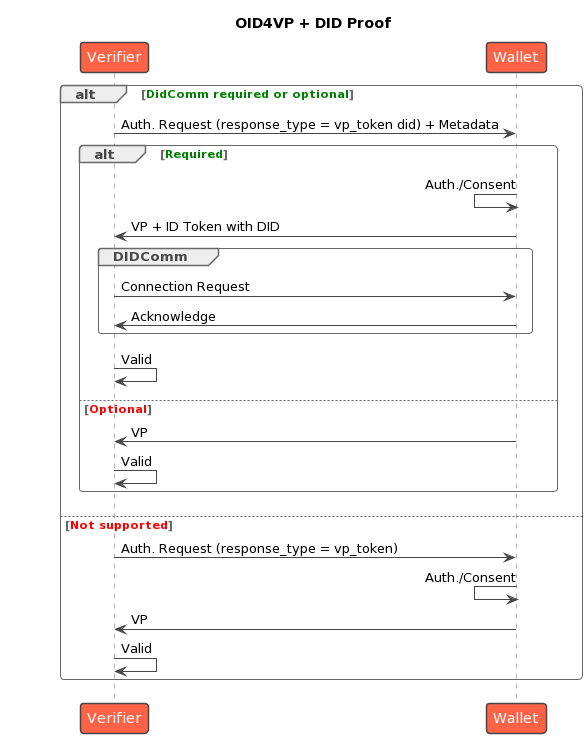 OID4VP + DID Proof
Verifier
Wallet
alt
[DidComm required or optional]
Auth. Request (response_type = vp_token did) + Metadata
alt
[Required]
Auth./Consent
VP + ID Token with DID
DIDComm
Connection Request
Acknowledge
Valid
[Optional]
VP
Valid
[Not supported]
Auth. Request (response_type = vp_token)
Auth./Consent
VP
Valid
Verifier
Wallet